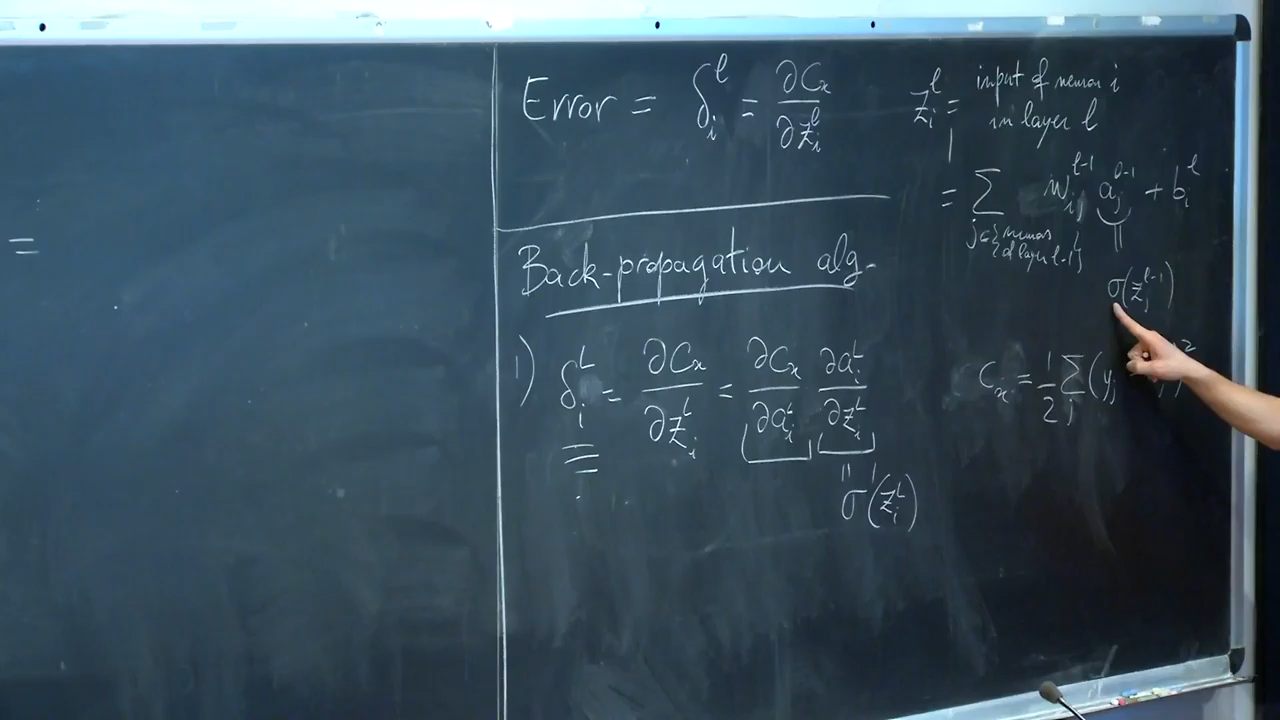 Error = δᵢˡ = ∂Cₓ / ∂zᵢˡ
Back-propagation alg.
1) δᵢᴸ = ∂Cₓ / ∂zᵢᴸ = ∂Cₓ / ∂aᵢᴸ ∂aᵢᴸ / ∂zᵢᴸ
σ'(zᵢᴸ)
zᵢˡ = input of neuron i
in layer l
= Σ wᵢⱼˡ⁻¹ aⱼˡ⁻¹ + bᵢˡ
j∈{neurons
of layer l-1}
σ(zⱼˡ⁻¹)
Cₓ = 1/2 Σⱼ (yⱼ )²
=